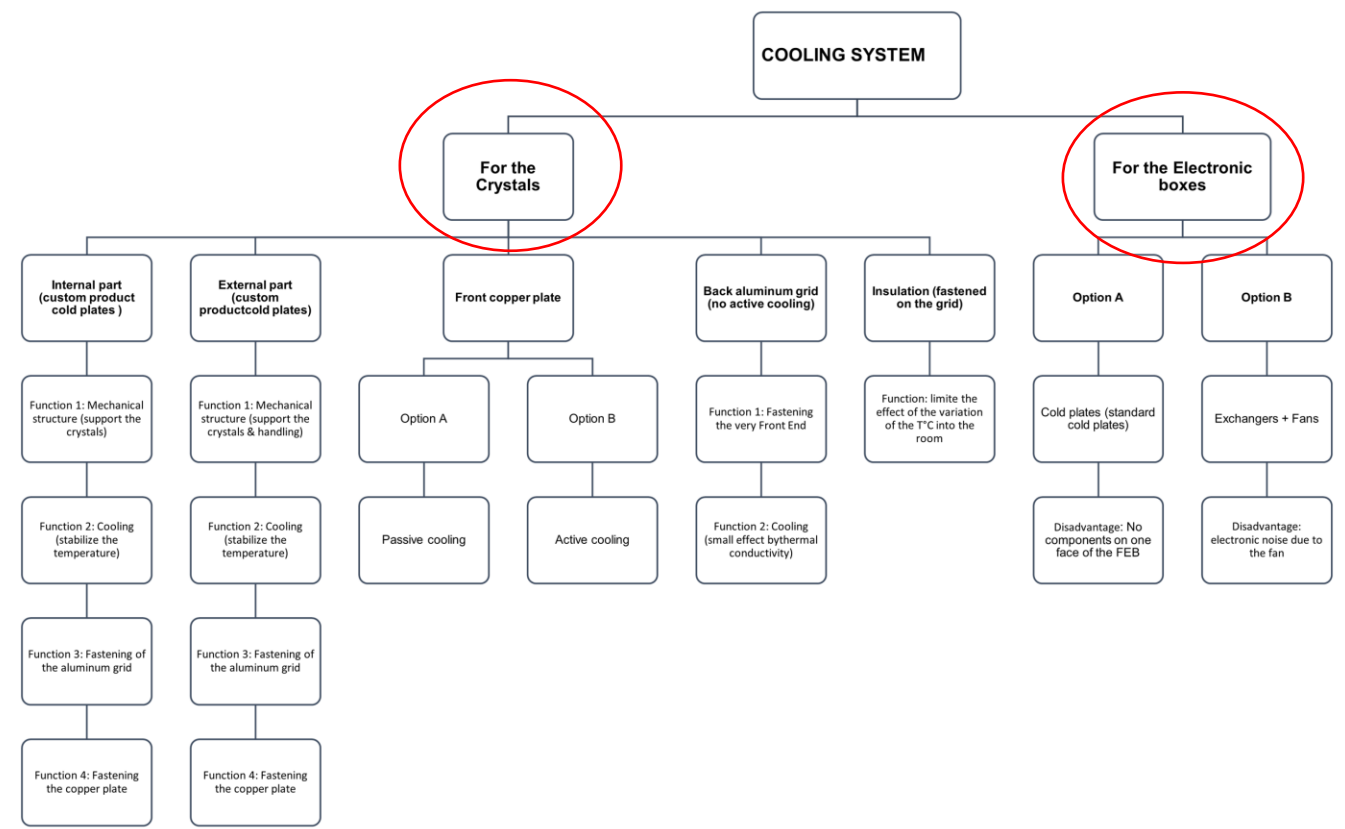 COOLING SYSTEM
For the
Crystals
For the Electronic
boxes
Internal part
(custom product
cold plates )
External part
(custom
productcold plates)
Front copper plate
Back aluminum grid
(no active cooling)
Insulation (fastened
on the grid)
Option A
Option B
Function 1: Mechanical
structure (support the
crystals)
Function 1: Mechanical
structure (support the
crystals & handling)
Option A
Option B
Function 1: Fastening
the very Front End
Function: limite the
effect of the variation
of the T°C into the
room
Cold plates (standard
cold plates)
Exchangers + Fans
Function 2: Cooling
(stabilize the
temperature)
Function 2: Cooling
(stabilize the
temperature)
Passive cooling
Active cooling
Function 2: Cooling
(small effect bythermal
conductivity)
Disadvantage: No
components on one
face of the FEB
Disadvantage:
electronic noise due to
the fan
Function 3: Fastening of
the aluminum grid
Function 3: Fastening of
the aluminum grid
Function 4: Fastening
the copper plate
Function 4: Fastening
the copper plate